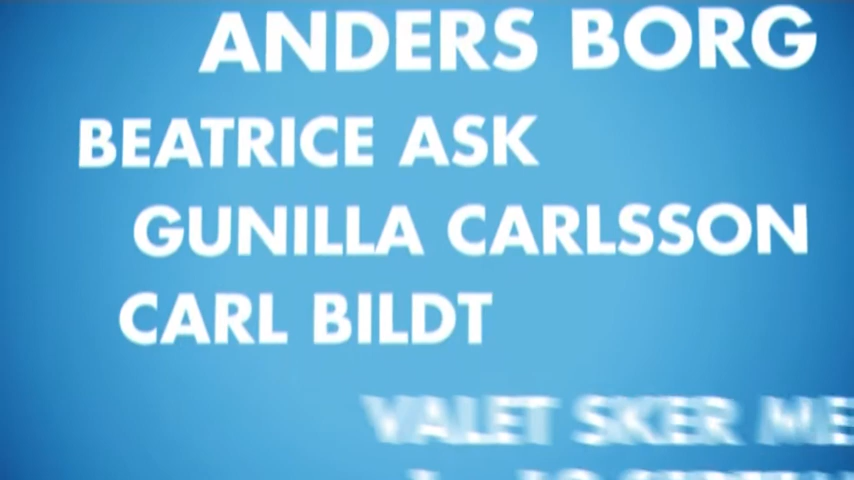 ANDERS BORG
BEATRICE ASK
GUNILLA CARLSSON
CARL BILDT
VALET SKER